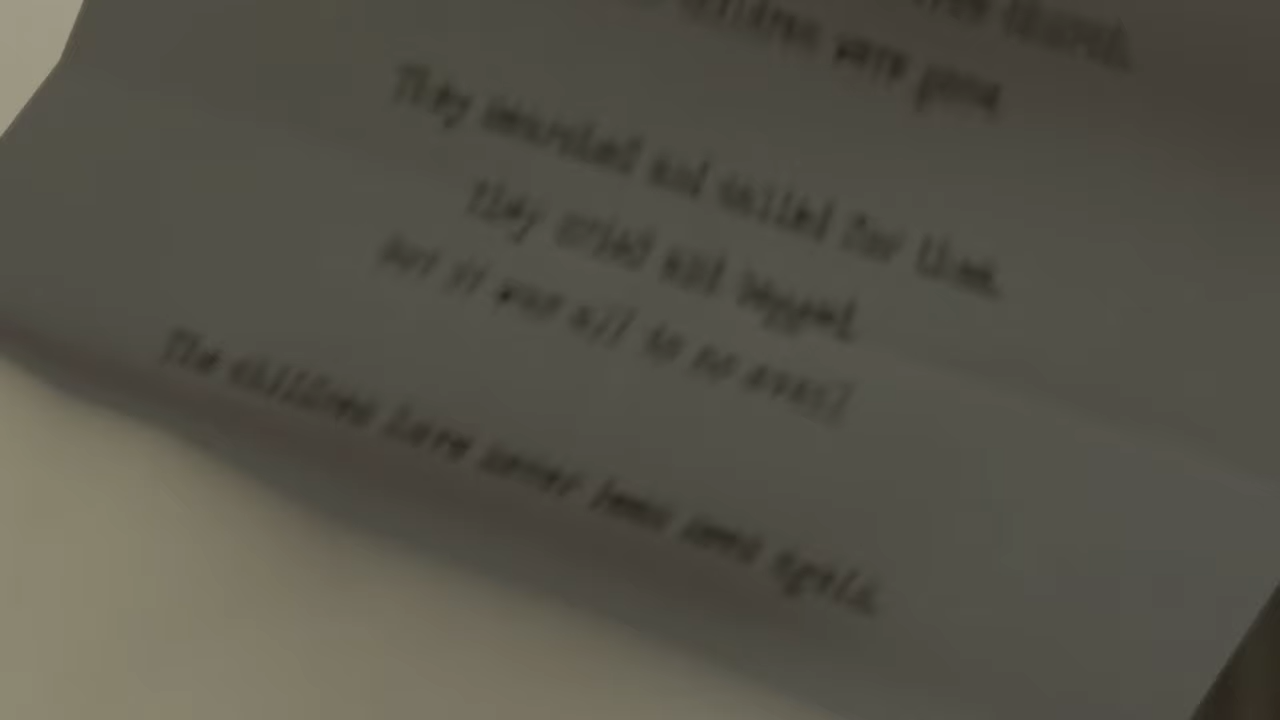 church.
children were gone
They searched and called for them.
They cried and begged.
But it was all to no avail
The children have never been seen again.